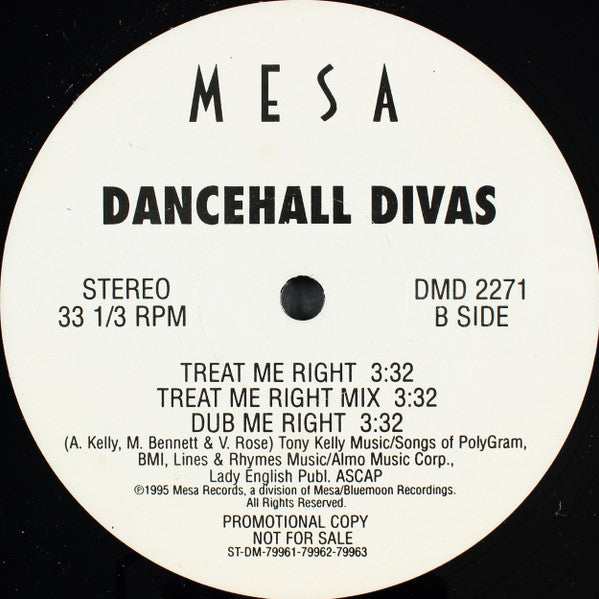 MESA
DANCEHALL DIVAS
STEREO
33 1/3 RPM
DMD 2271
B SIDE
TREAT ME RIGHT 3:32
TREAT ME RIGHT MIX 3:32
DUB ME RIGHT 3:32
(A. Kelly, M. Bennett & V. Rose) Tony Kelly Music/Songs of PolyGram,
BMI, Lines & Rhymes Music/Almo Music Corp.,
Lady English Publ. ASCAP
℗1995 Mesa Records, a division of Mesa/Bluemoon Recordings.
All Rights Reserved.
PROMOTIONAL COPY
NOT FOR SALE
ST-DM-79961-79962-79963